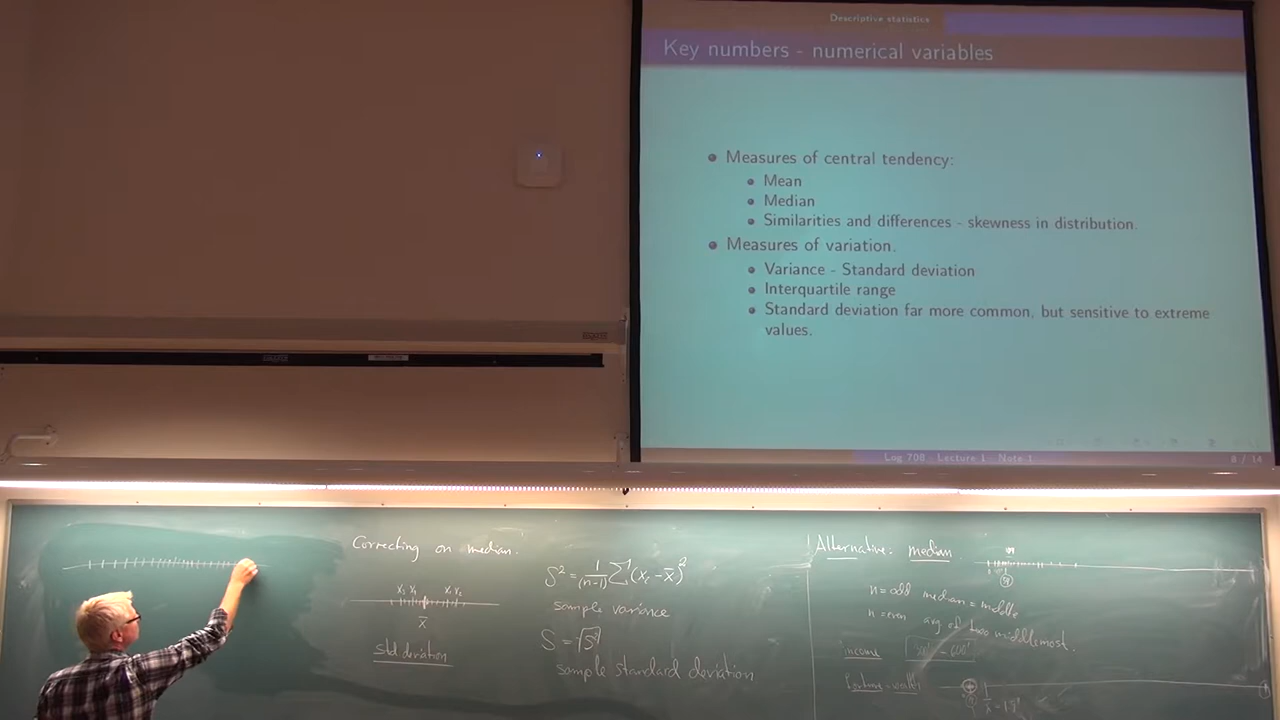 Descriptive statistics
Key numbers - numerical variables
Measures of central tendency:
Mean
Median
Similarities and differences - skewness in distribution.
Measures of variation.
Variance - Standard deviation
Interquartile range
Standard deviation far more common, but sensitive to extreme
values.
Log 708 - Lecture 1 - Note 1
8 / 14
Correcting on median.
X̄
std deviation
S² = 1/(n-1) ∑ (xᵢ - x̄)²
sample variance
S = √S²
sample standard deviation
Alternative: median
n = odd median = middle
n = even avg of two middlemost.
income